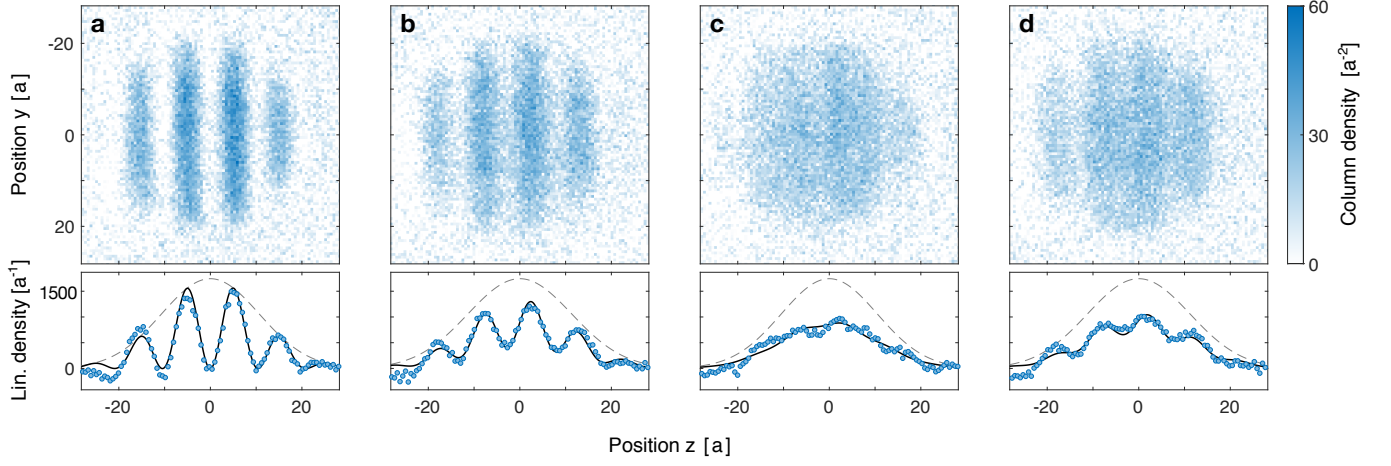 a b c d
60
30
0
Column density [a⁻²]
-20
0
20
Position y [a]
1500
0
Lin. density [a⁻¹]
-20 0 20 -20 0 20 -20 0 20 -20 0 20
Position z [a]